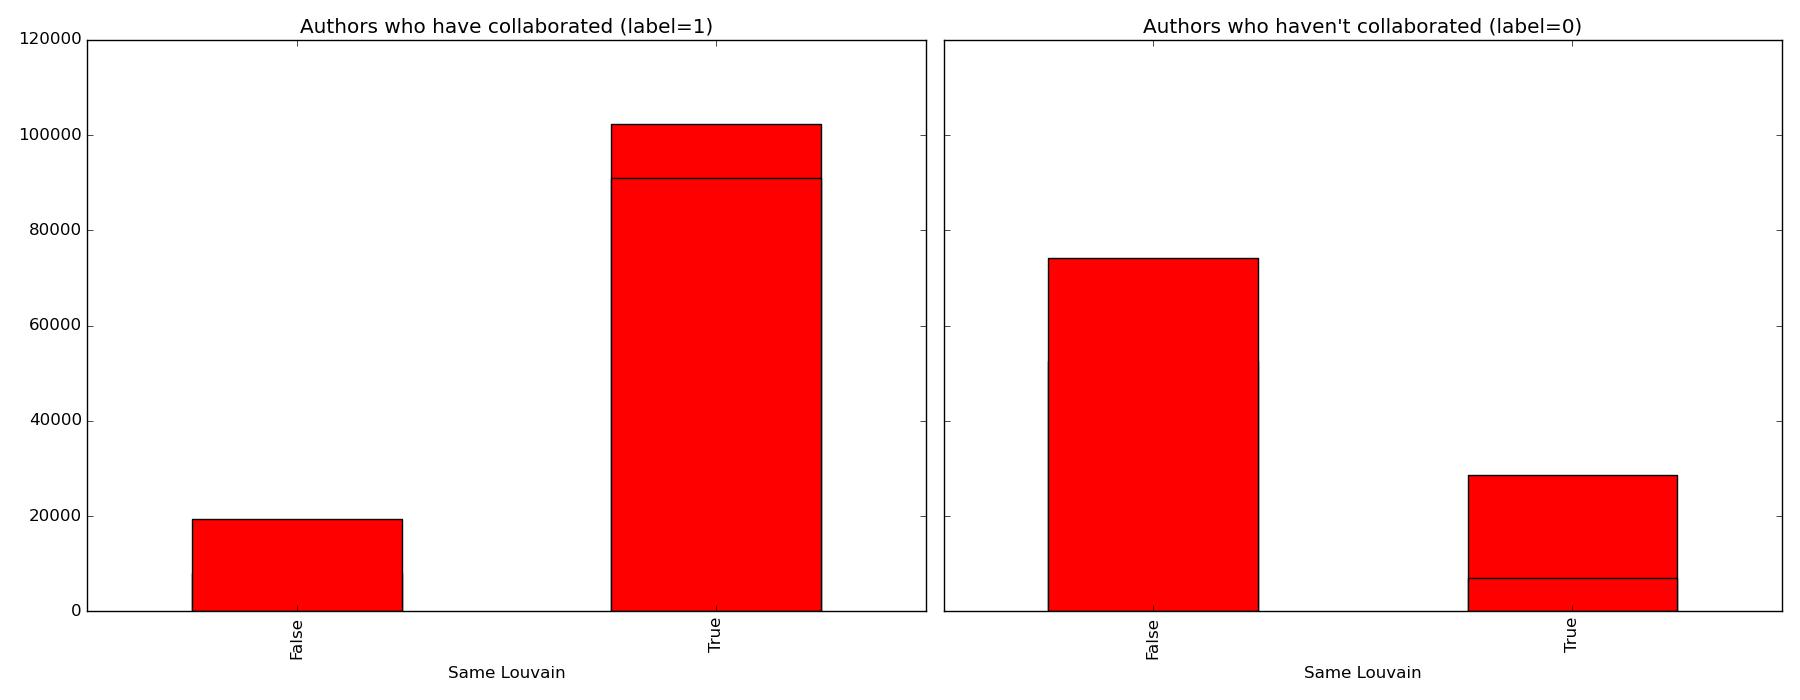 Authors who have collaborated (label=1)
Authors who haven't collaborated (label=0)
120000
100000
80000
60000
40000
20000
0
False
True
False
True
Same Louvain
Same Louvain